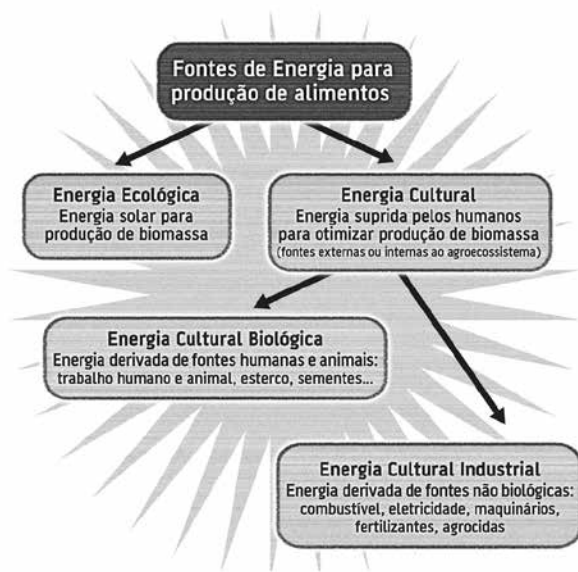 Fontes de Energia para
produção de alimentos
Energia Ecológica
Energia solar para
produção de biomassa
Energia Cultural
Energia suprida pelos humanos
para otimizar produção de biomassa
(fontes externas ou internas ao agroecossistema)
Energia Cultural Biológica
Energia derivada de fontes humanas e animais:
trabalho humano e animal, esterco, sementes...
Energia Cultural Industrial
Energia derivada de fontes não biológicas:
combustível, eletricidade, maquinários,
fertilizantes, agrocidas